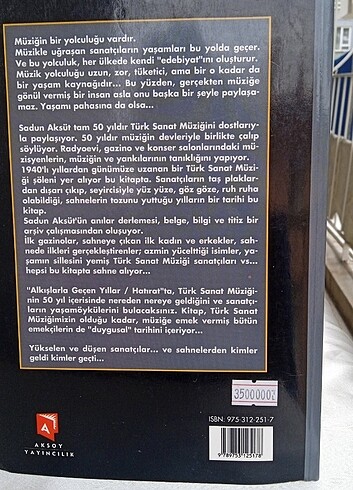 Müziğin bir yolculuğu vardır.
Müzikle uğraşan sanatçıların yaşamları bu yolda geçer.
Ve bu yolculuk, her ülkede kendi "edebiyat"ını oluşturur.
Müzik yolculuğu uzun, zor, tüketici, ama bir o kadar da
bir yaşam kaynağıdır... Bu yüzden, gerçekten müziğe
gönül vermiş bir insan asla onu başka bir şeyle paylaşa-
maz. Yaşamı pahasına da olsa...
Sadun Aksüt tam 50 yıldır Türk Sanat Müziğini dostlarıy-
la paylaşıyor. 50 yıldır müziğin devleriyle birlikte çalıp
söylüyor. Radyoevi, gazino ve konser salonlarındaki mü-
zisyenlerin, müziğin ve yankılarının tanıklığını yapıyor.
1940'lı yıllardan günümüze uzanan bir Türk Sanat Müzi-
ği şöleni yer alıyor bu kitapta. Sanatçıların taş plaklar-
dan dışarı çıkıp, seyircisiyle yüz yüze, göz göze, ruh ruha
olabildiği, sahnelerin tozunu yuttuğu yılların bir tarihi bu
kitap.
Sadun Aksüt'ün anılar derlemesi, belge, bilgi ve titiz bir
arşiv çalışmasından oluşuyor.
İlk gazinolar, sahneye çıkan ilk kadın ve erkekler, sah-
nede ilkleri gerçekleştirenler; azmin yücelttiği isimler, ya-
şamın sillesini yemiş Türk Sanat Müziği sanatçıları vs...
hepsi bu kitapta sahne alıyor...
"Alkışlarla Geçen Yıllar / Hatırat"ta, Türk Sanat Müziği-
nin 50 yıl içerisinde nereden nereye geldiğini ve sanatçı-
ların yaşamöykülerini bulacaksınız. Kitap, Türk Sanat
Müziğimizin olduğu kadar, müziğe emek vermiş bütün
emekçilerin de "duygusal" tarihini içeriyor...
Yükselen ve düşen sanatçılar... ve sahnelerden kimler
geldi kimler geçti...
35000002
ISBN: 975-312-251-7
9 789753 125178
A
AKSOY
YAYINCILIK